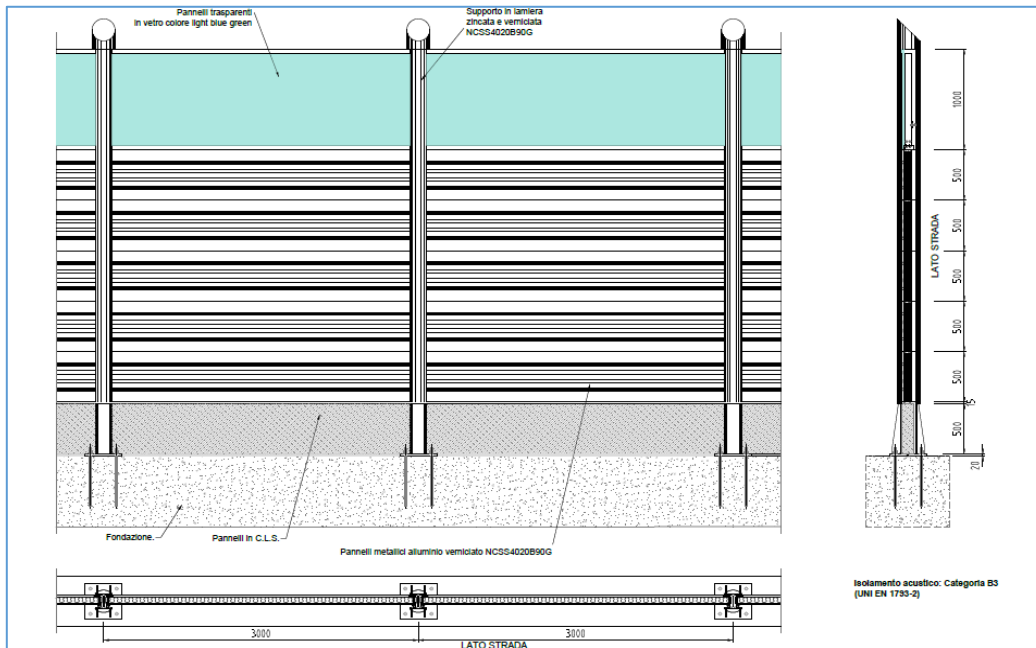 Pannelli trasparenti
in vetro colore light blue green
Supporto in lamiera
zincata e verniciata
NCSS4020B90G
1000
500
500
LATO STRADA
500
500
500
15
500
20
Fondazione.
Pannelli in C.L.S.
Pannelli metallici alluminio verniciato NCSS4020B90G
Isolamento acustico: Categoria B3
(UNI EN 1793-2)
3000
3000
LATO STRADA